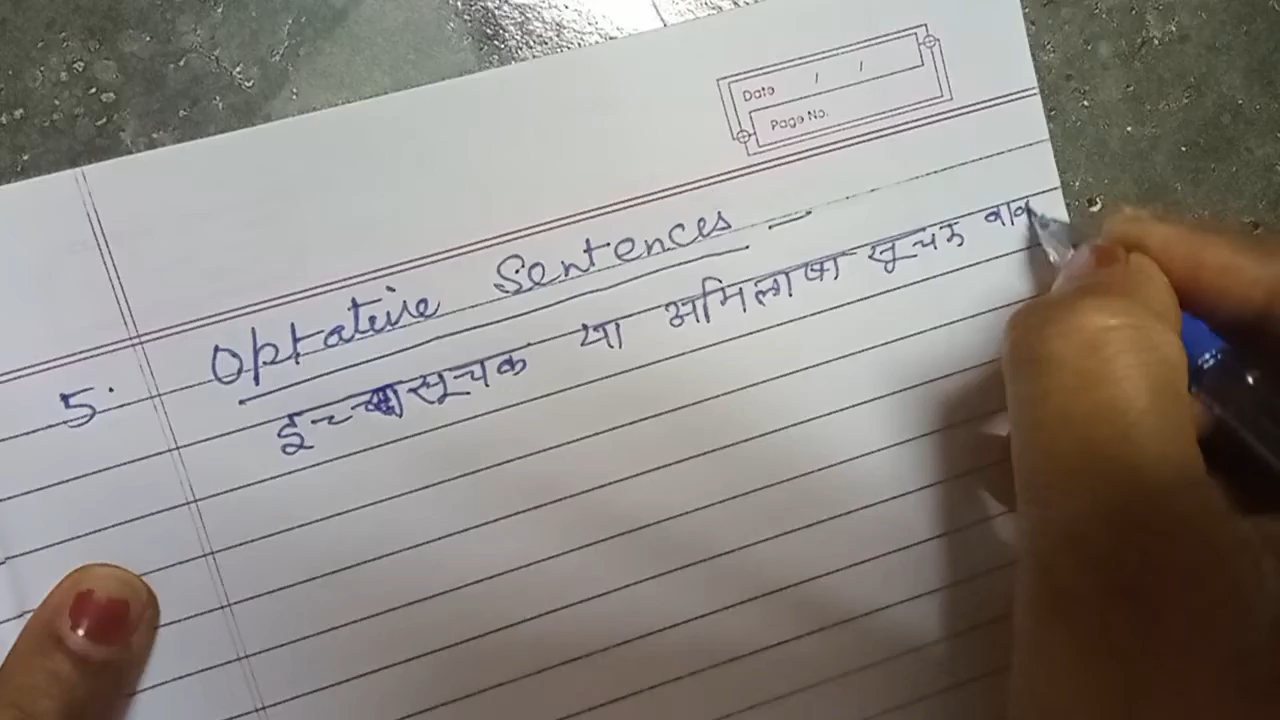 Date / /
Page No.
5. Optative Sentences -
इच्छासूचक या अभिलाषा सूचक वाक